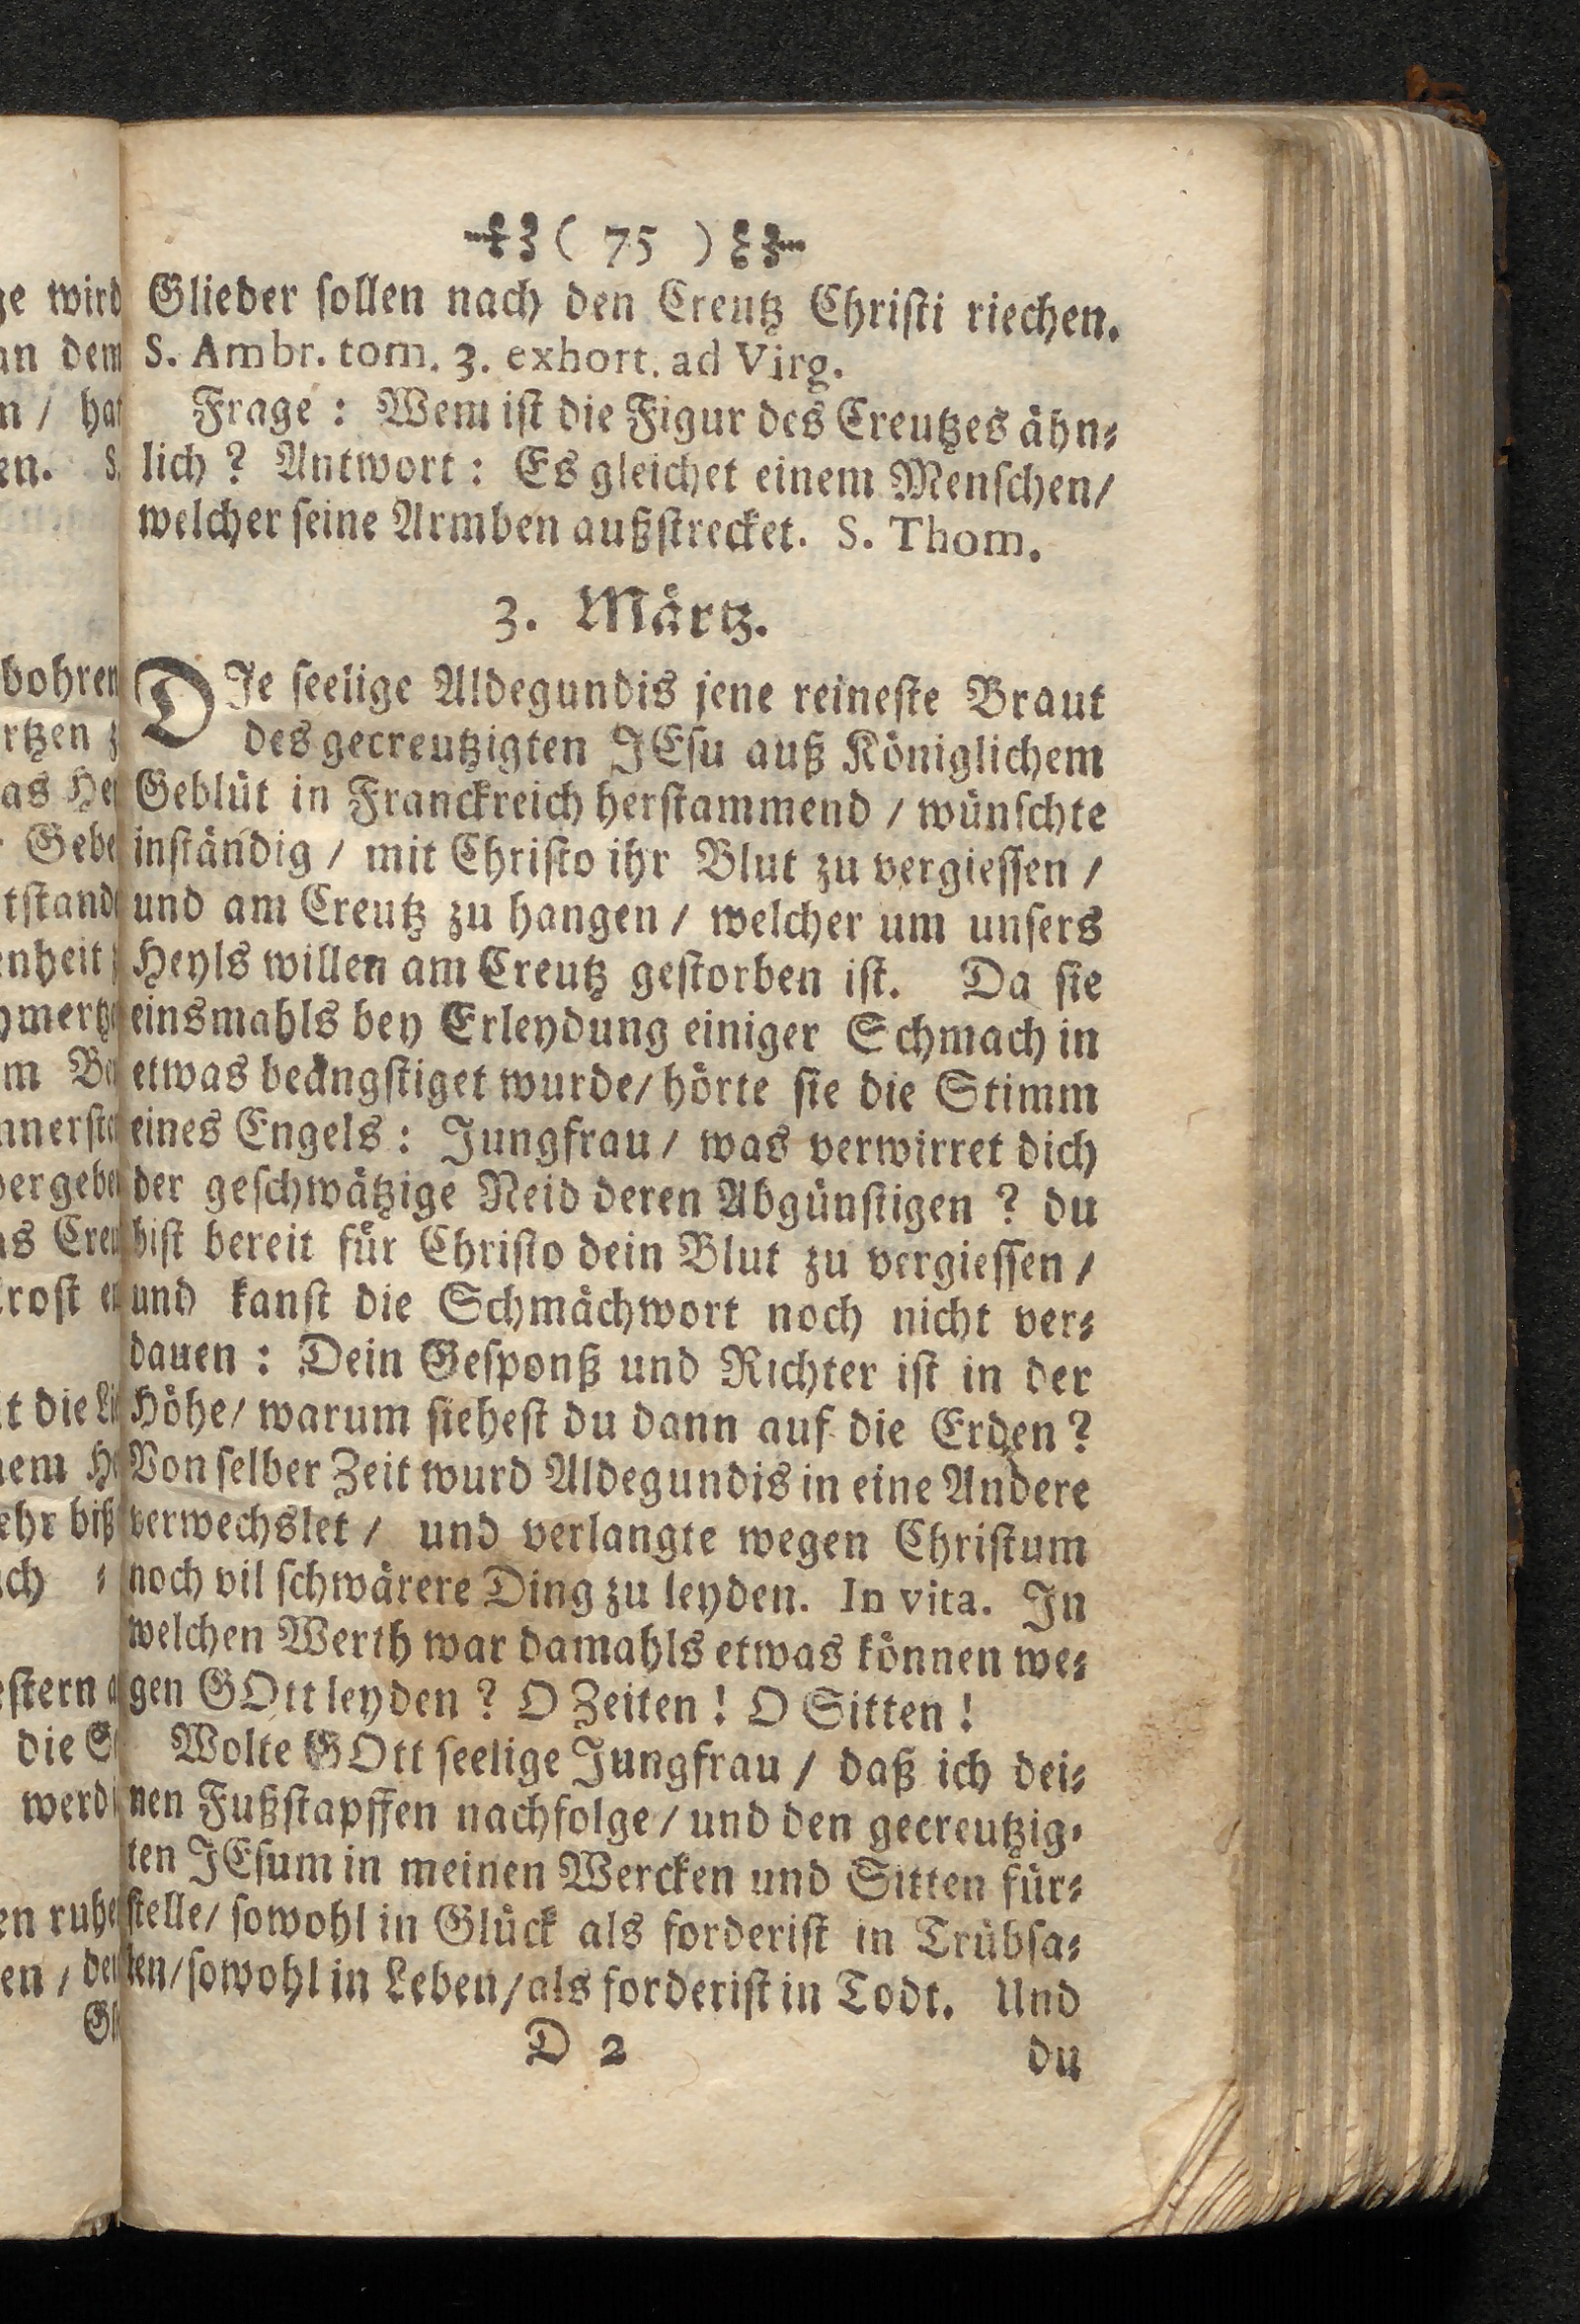 ( 75 )
Glieder ſollen nach den Creutz Chriſti riechen.
S. Ambr. tom. 3. exhort. ad Virg.
Frage : Wem iſt die Figur des Creutzes ähn⸗
lich ? Antwort : Es gleichet einem Menſchen/
welcher ſeine Armben außſtrecket. S. Thom.
3. Märtz.
DIe ſeelige Aldegundis jene reineſte Braut
des gecreutzigten JEſu auß Königlichem
Geblüt in Franckreich herſtammend / wünſchte
inſtändig / mit Chriſto ihr Blut zu vergieſſen /
und am Creutz zu hangen / welcher um unſers
Heyls willen am Creutz geſtorben iſt. Da ſie
einsmahls bey Erleydung einiger Schmach in
etwas beängſtiget wurde/ hörte ſie die Stimm
eines Engels : Jungfrau / was verwirret dich
der geſchwätzige Neid deren Abgünſtigen ? du
biſt bereit für Chriſto dein Blut zu vergieſſen /
und kanſt die Schmächwort noch nicht ver⸗
dauen : Dein Geſponß und Richter iſt in der
Höhe/ warum ſieheſt du dann auf die Erden ?
Von ſelber Zeit wurd Aldegundis in eine Andere
verwechslet / und verlangte wegen Chriſtum
noch vil ſchwärere Ding zu leyden. In vita. In
welchen Werth war damahls etwas können we⸗
gen GOtt leyden ? O Zeiten ! O Sitten !
Wolte GOtt ſeelige Jungfrau / daß ich dei⸗
nen Fußſtapffen nachfolge / und den gecreutzig⸗
ten JEſum in meinen Wercken und Sitten für⸗
ſtelle/ ſowohl in Glück als forderiſt in Trübſa⸗
len/ ſowohl in Leben/ als forderiſt in Todt. Und
D 2 du